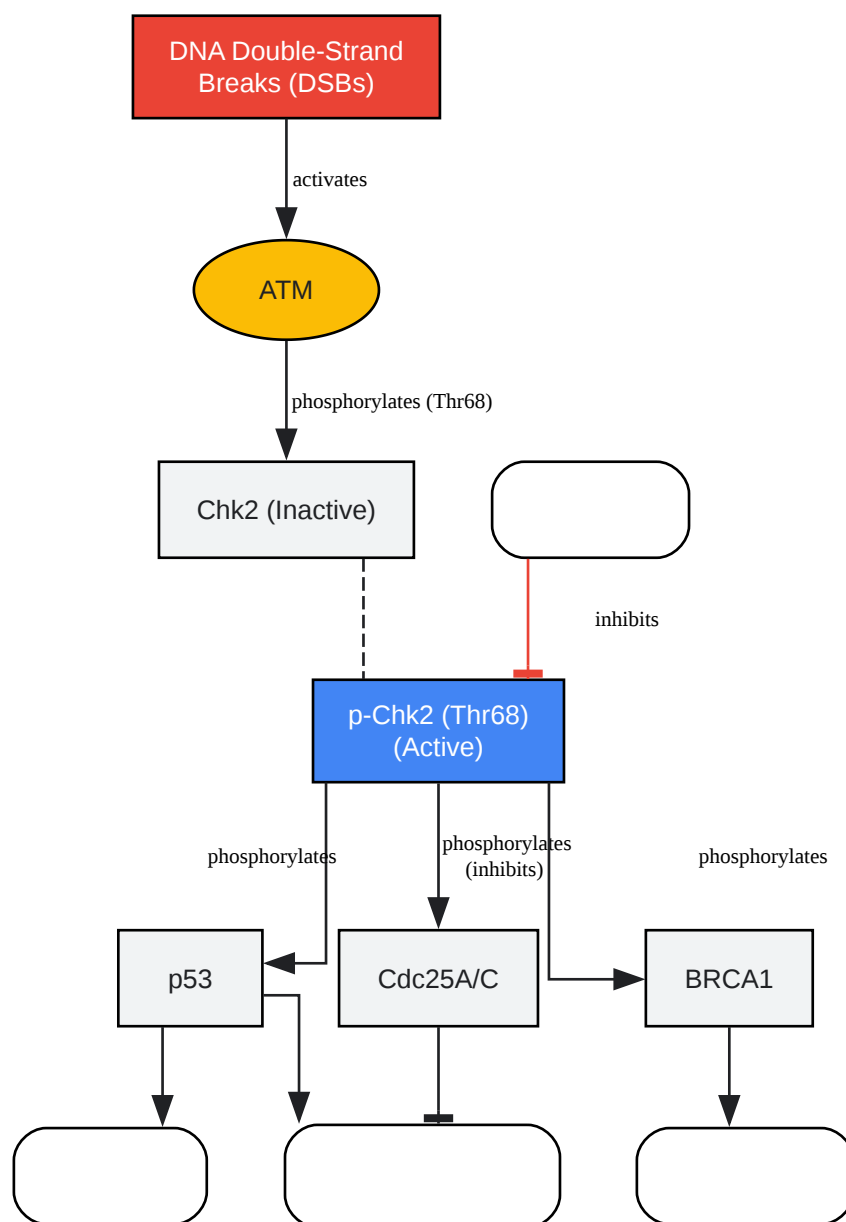 DNA Double-Strand
Breaks (DSBs)
activates
ATM
phosphorylates (Thr68)
Chk2 (Inactive)
inhibits
p-Chk2 (Thr68)
(Active)
phosphorylates
phosphorylates
(inhibits)
phosphorylates
p53
Cdc25A/C
BRCA1